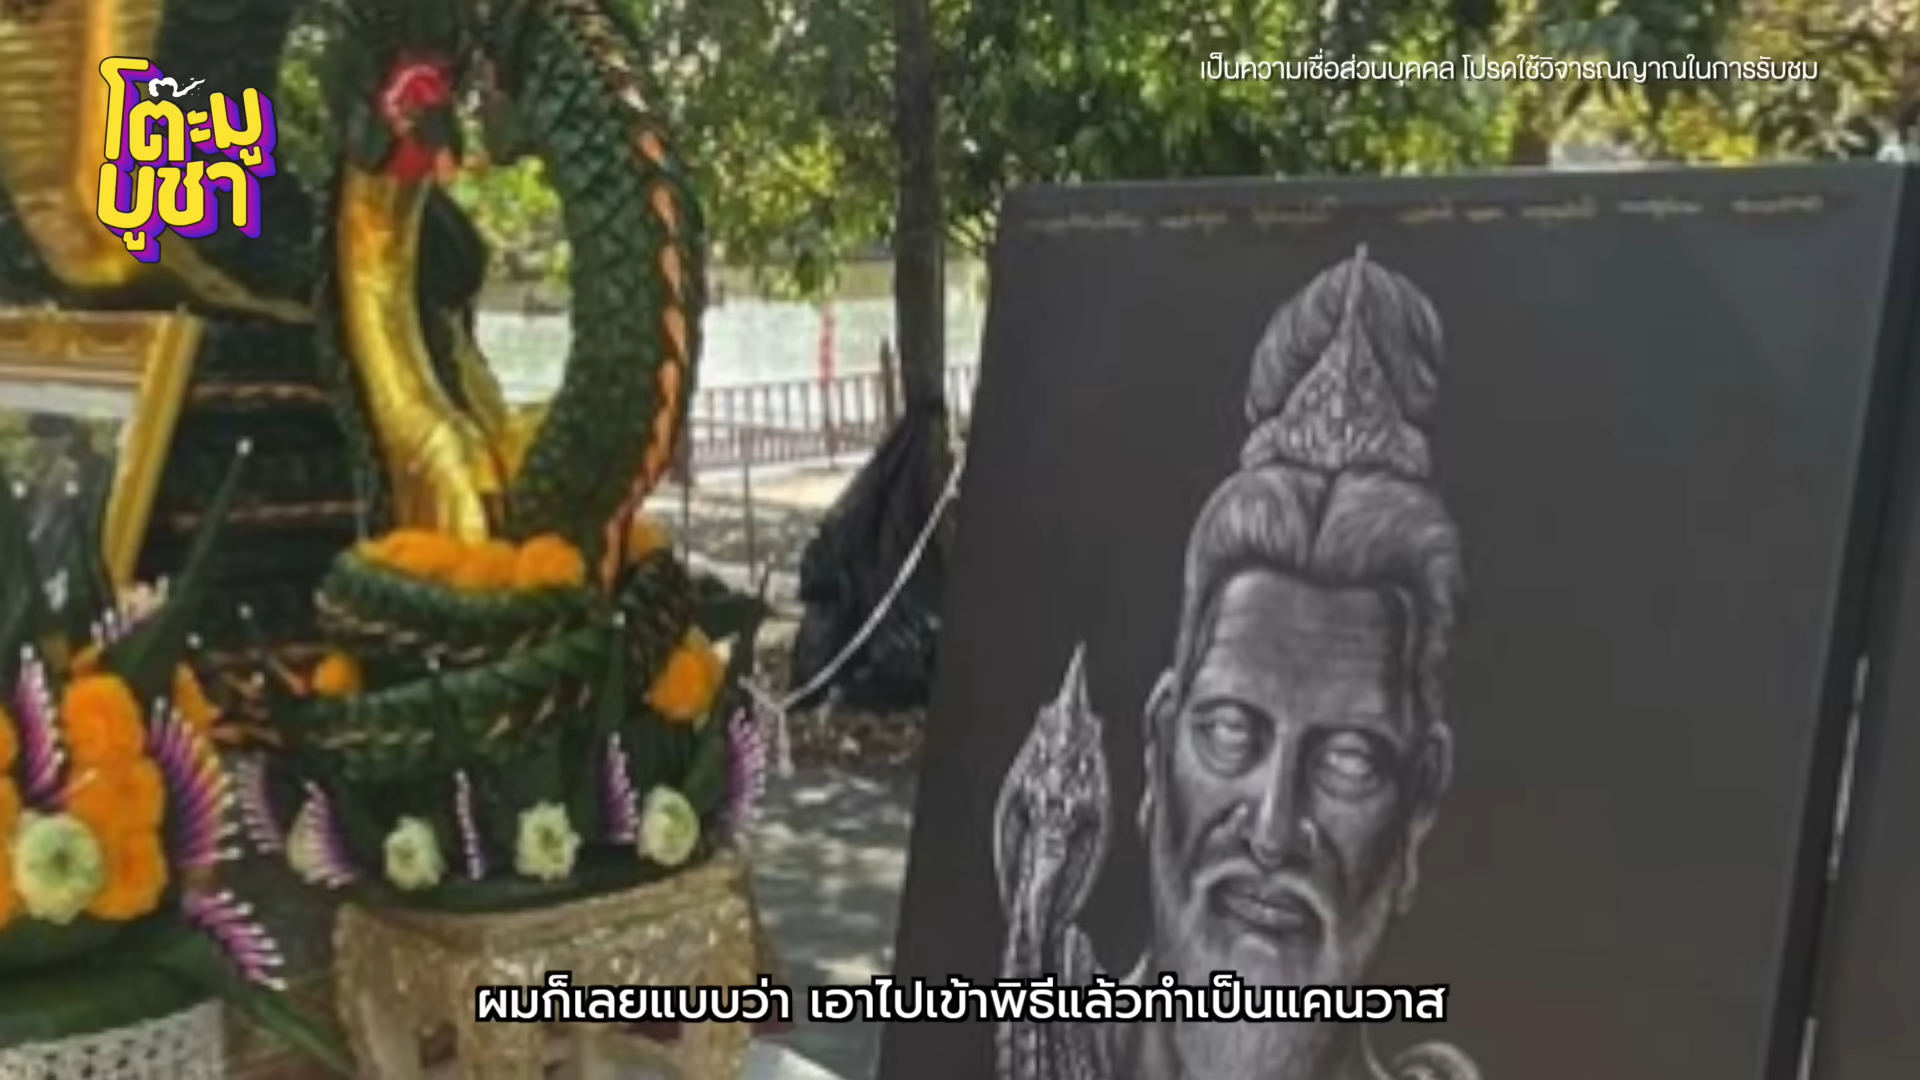 โต๊ะมู
บูชา
เป็นความเชื่อส่วนบุคคล โปรดใช้วิจารณญาณในการรับชม
ผมก็เลยแบบว่า เอาไปเข้าพิธีแล้วทำเป็นแคนวาส